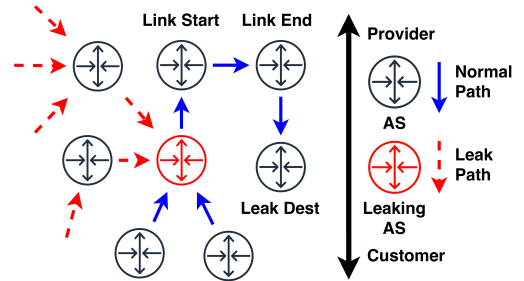 Link Start
Link End
Provider
Normal
Path
AS
Leak
Path
Leak Dest
Leaking
AS
Customer